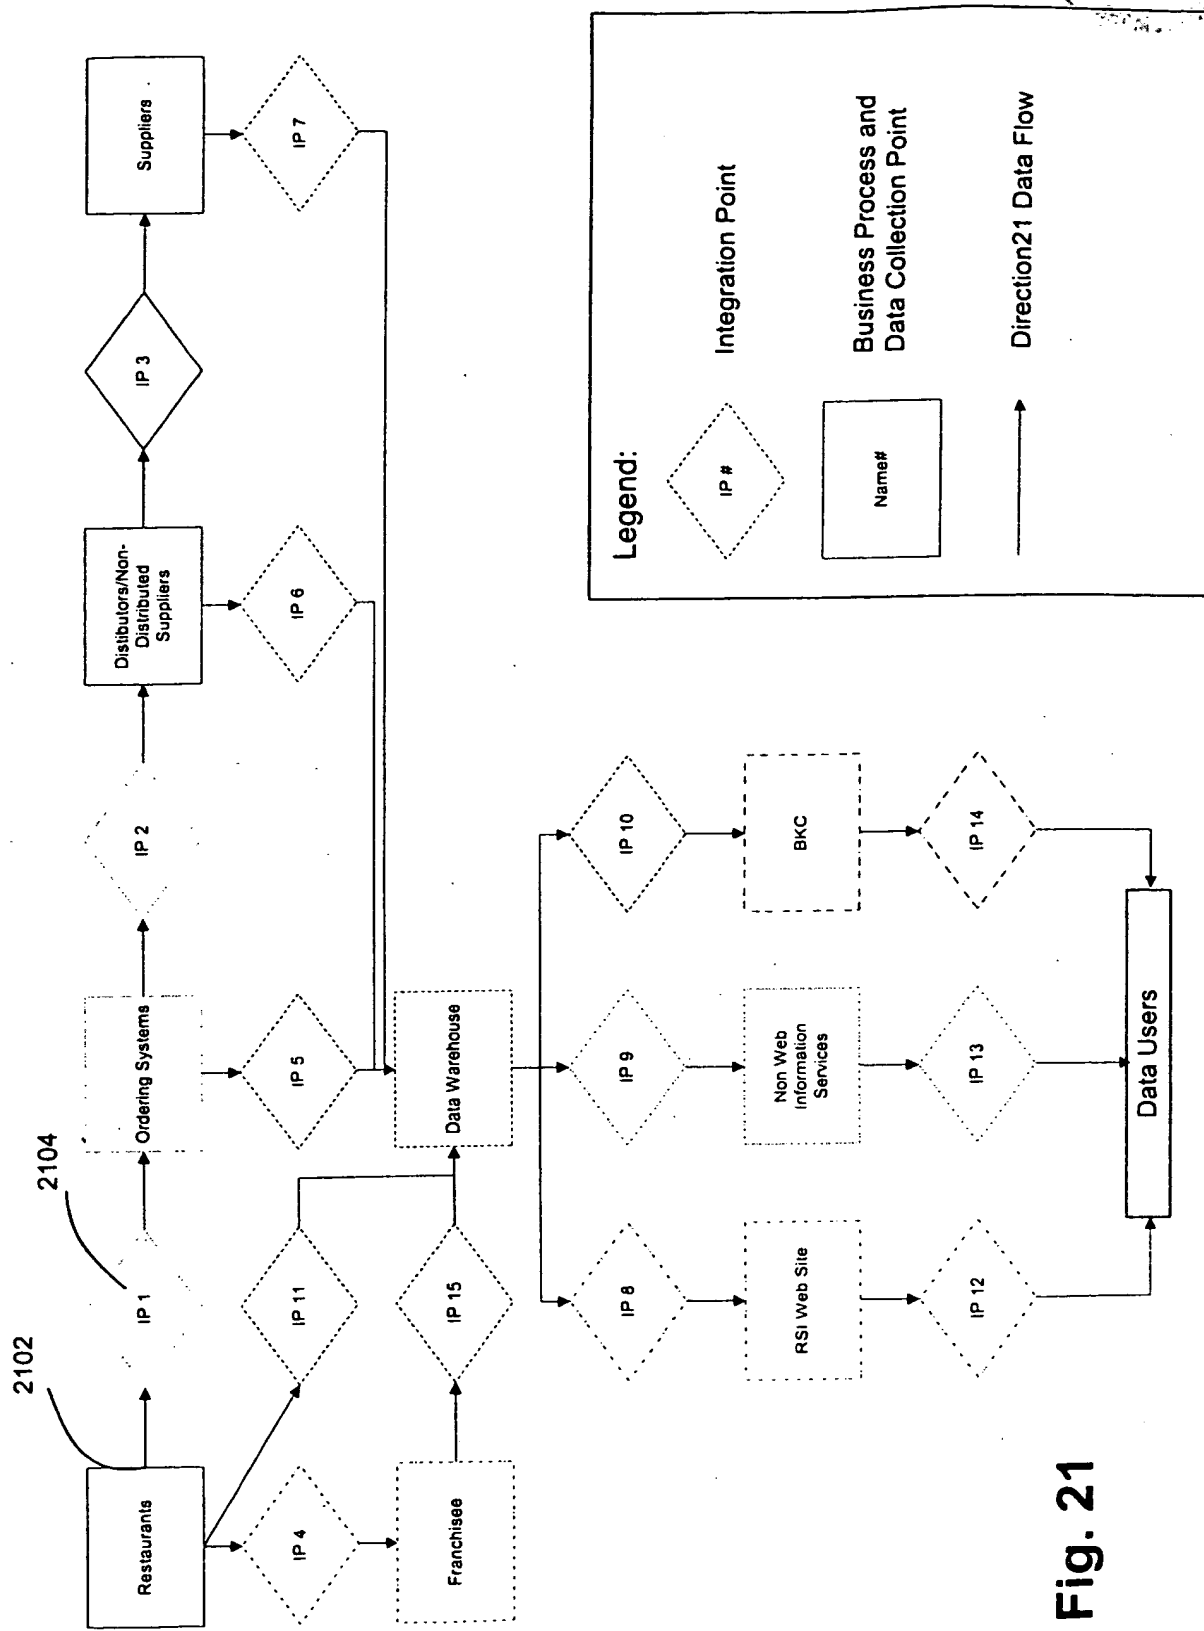 2102
2104
Restaurants
IP 1
Ordering Systems
IP 2
Distibutors/Non-
Distributed
Suppliers
IP 3
Suppliers
IP 4
IP 11
IP 5
IP 6
IP 7
Franchisee
IP 15
Data Warehouse
IP 8
IP 9
IP 10
RSI Web Site
Non Web
Information
Services
BKC
IP 12
IP 13
IP 14
Data Users
Legend:
IP #
Integration Point
Name#
Business Process and
Data Collection Point
Direction21 Data Flow
Fig. 21